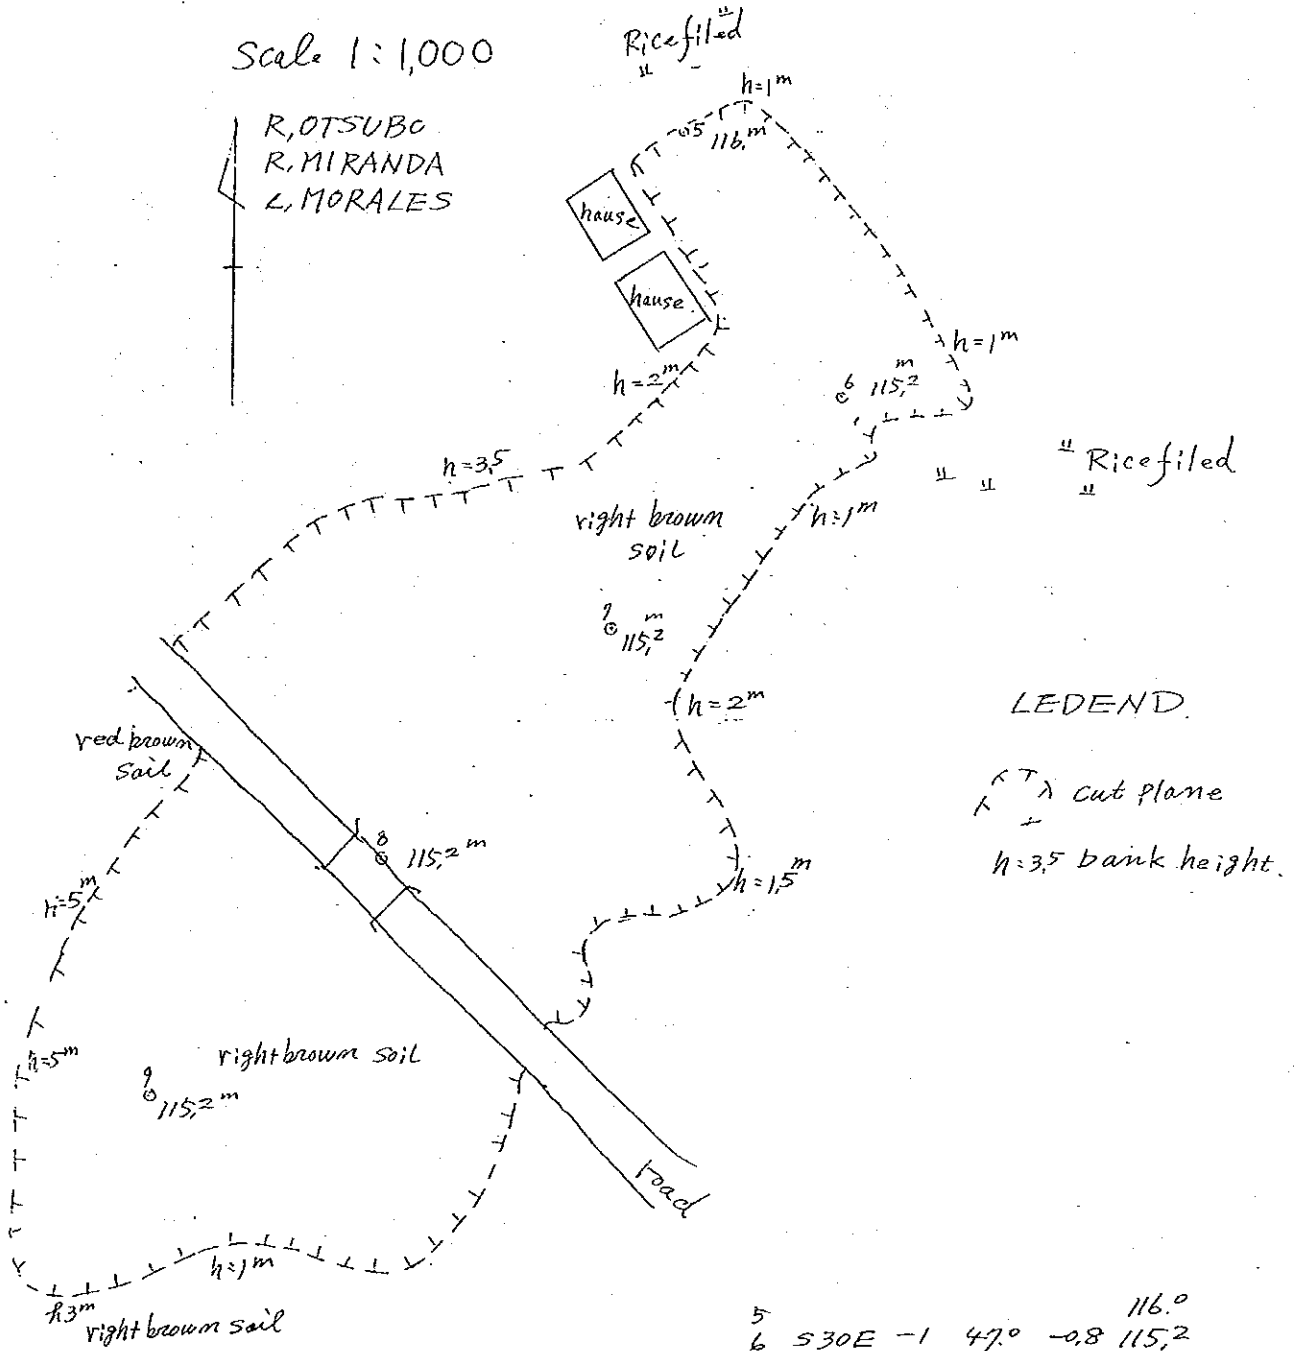 Scale 1:1,000
Ricefiled
R, OTSUBO
R. MIRANDA
L, MORALES
h=1m
5 116.m
hause
hause
h=1m
h=2m
6 115,2m
h=3,5
Ricefiled
right brown
soil
h=1m
7 115,2m
h=2m
LEDEND.
red brown
soil
cut plane
8 115,2m
h=3,5 bank height.
h=1,5m
h=5m
h=5m
right brown soil
9 115,2m
road
h=1m
h3m
right brown soil
5 116.0
6 S30E -1 47.0 -0,8 115,2